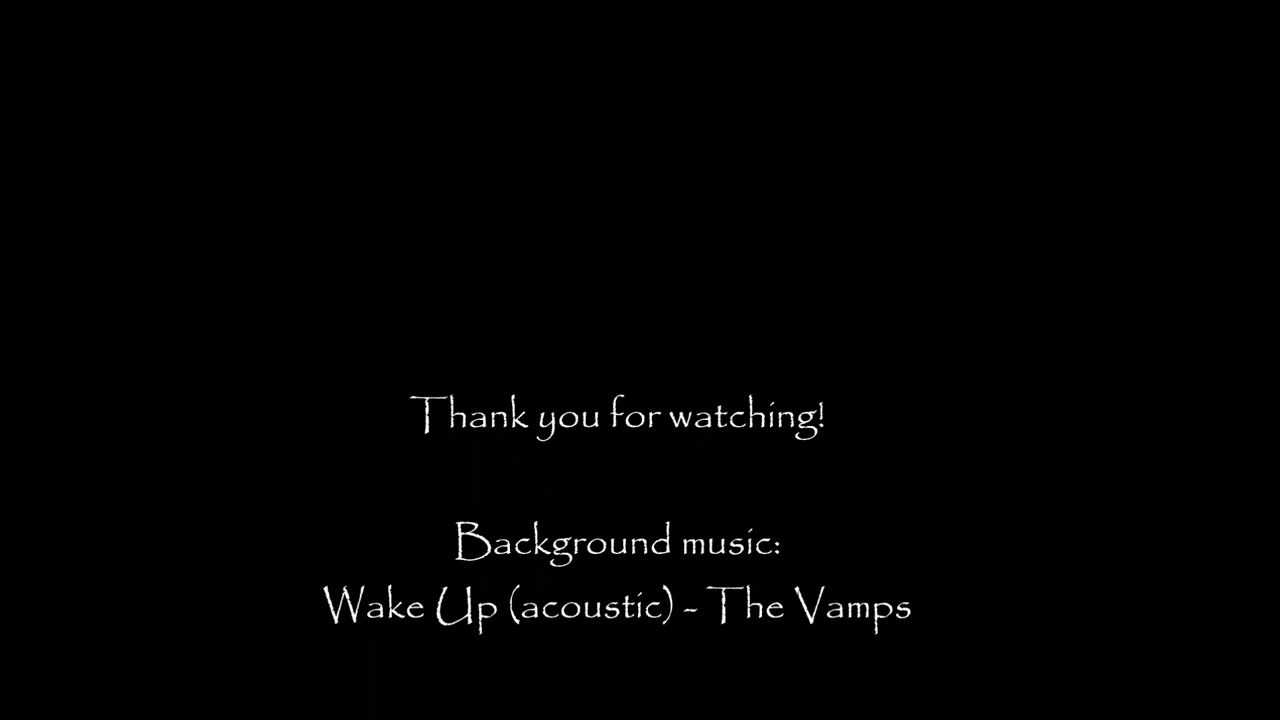 Thank you for watching!
Background music:
Wake Up (acoustic) - The Vamps